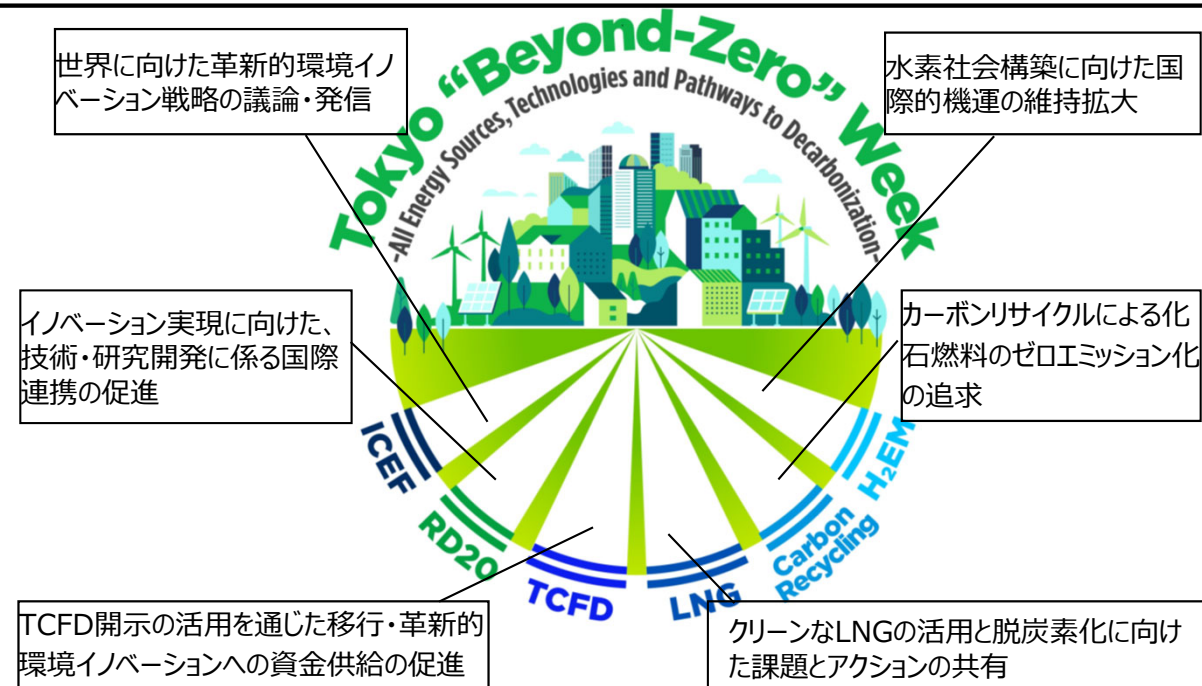 Tokyo “Beyond-Zero” Week
-All Energy Sources, Technologies and Pathways to Decarbonization-
世界に向けた革新的環境イノ
ベーション戦略の議論・発信
水素社会構築に向けた国
際的機運の維持拡大
イノベーション実現に向けた、
技術・研究開発に係る国際
連携の促進
カーボンリサイクルによる化
石燃料のゼロエミッション化
の追求
ICEF
RD20
TCFD
LNG
Carbon
Recycling
H₂EM
TCFD開示の活用を通じた移行・革新的
環境イノベーションへの資金供給の促進
クリーンなLNGの活用と脱炭素化に向け
た課題とアクションの共有